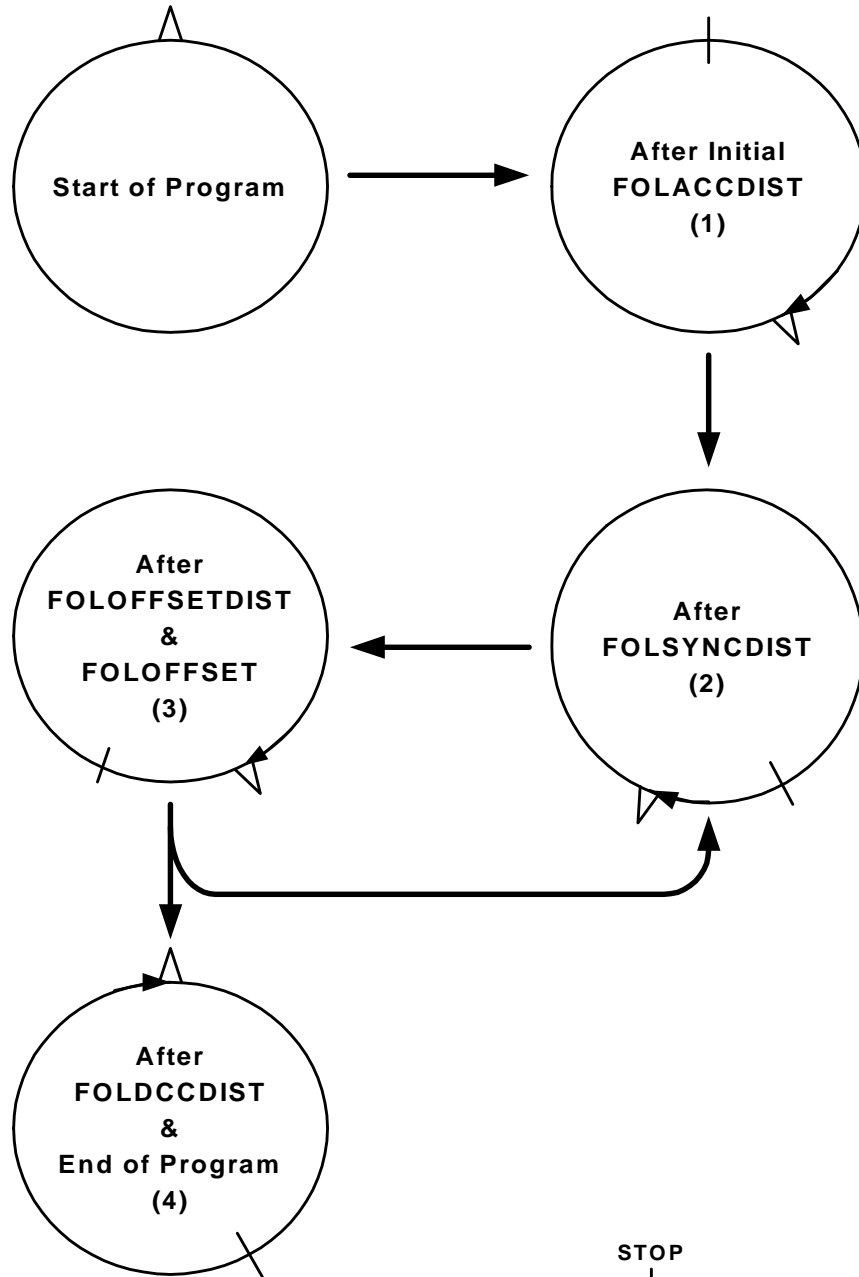 Start of Program
After Initial
FOLACCDIST
(1)
After
FOLSYNCDIST
(2)
After
FOLOFFSETDIST
&
FOLOFFSET
(3)
After
FOLDCCDIST
&
End of Program
(4)
STOP